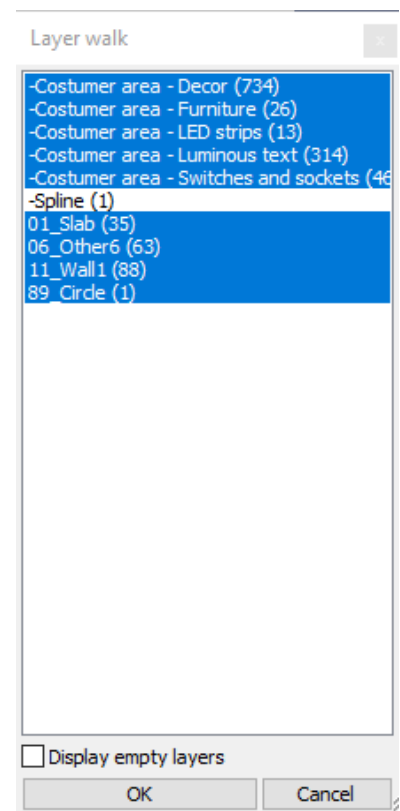 Layer walk
x
-Costumer area - Decor (734)
-Costumer area - Furniture (26)
-Costumer area - LED strips (13)
-Costumer area - Luminous text (314)
-Costumer area - Switches and sockets (46
-Spline (1)
01_Slab (35)
06_Other6 (63)
11_Wall1 (88)
89_Circle (1)
Display empty layers
OK Cancel